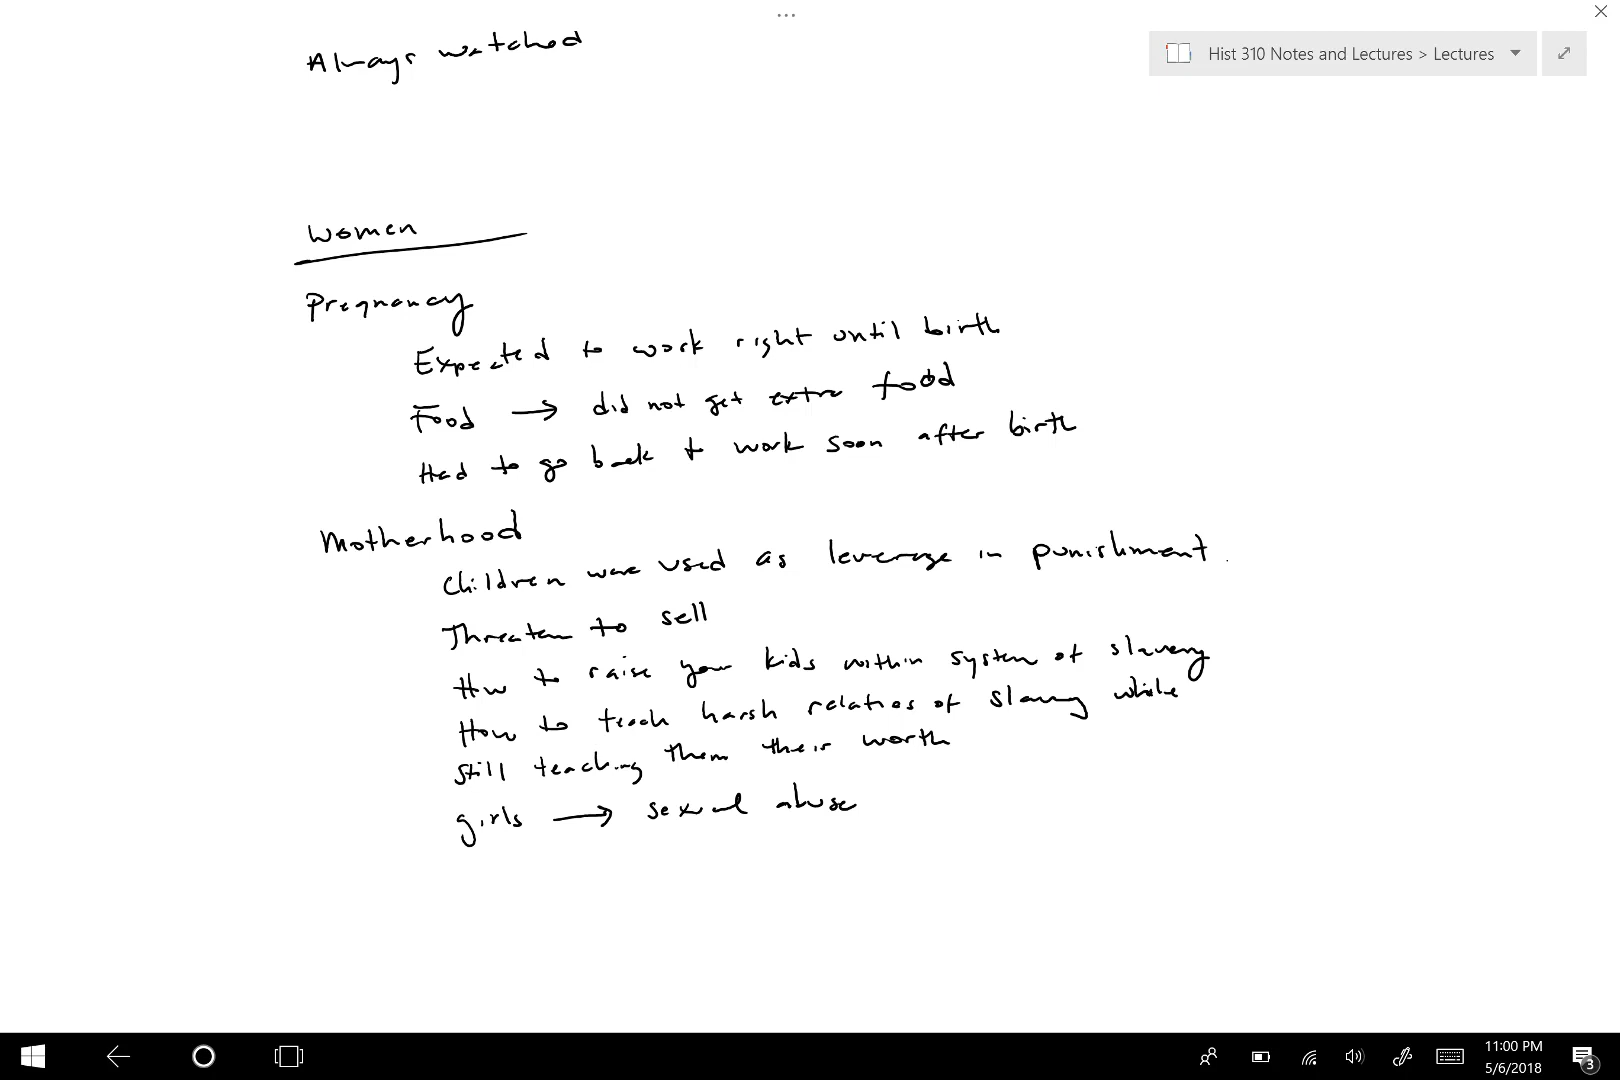 ...
Always watched
Hist 310 Notes and Lectures > Lectures
Women
Pregnancy
Expected to work right until birth
Food → did not get extra food
Had to go back to work soon after birth
Motherhood
Children were used as leverage in punishment.
Threaten to sell
How to raise your kids within system of slavery
How to teach harsh relatios of slavery while
still teaching them their worth
girls → sexual abuse
11:00 PM
5/6/2018
3